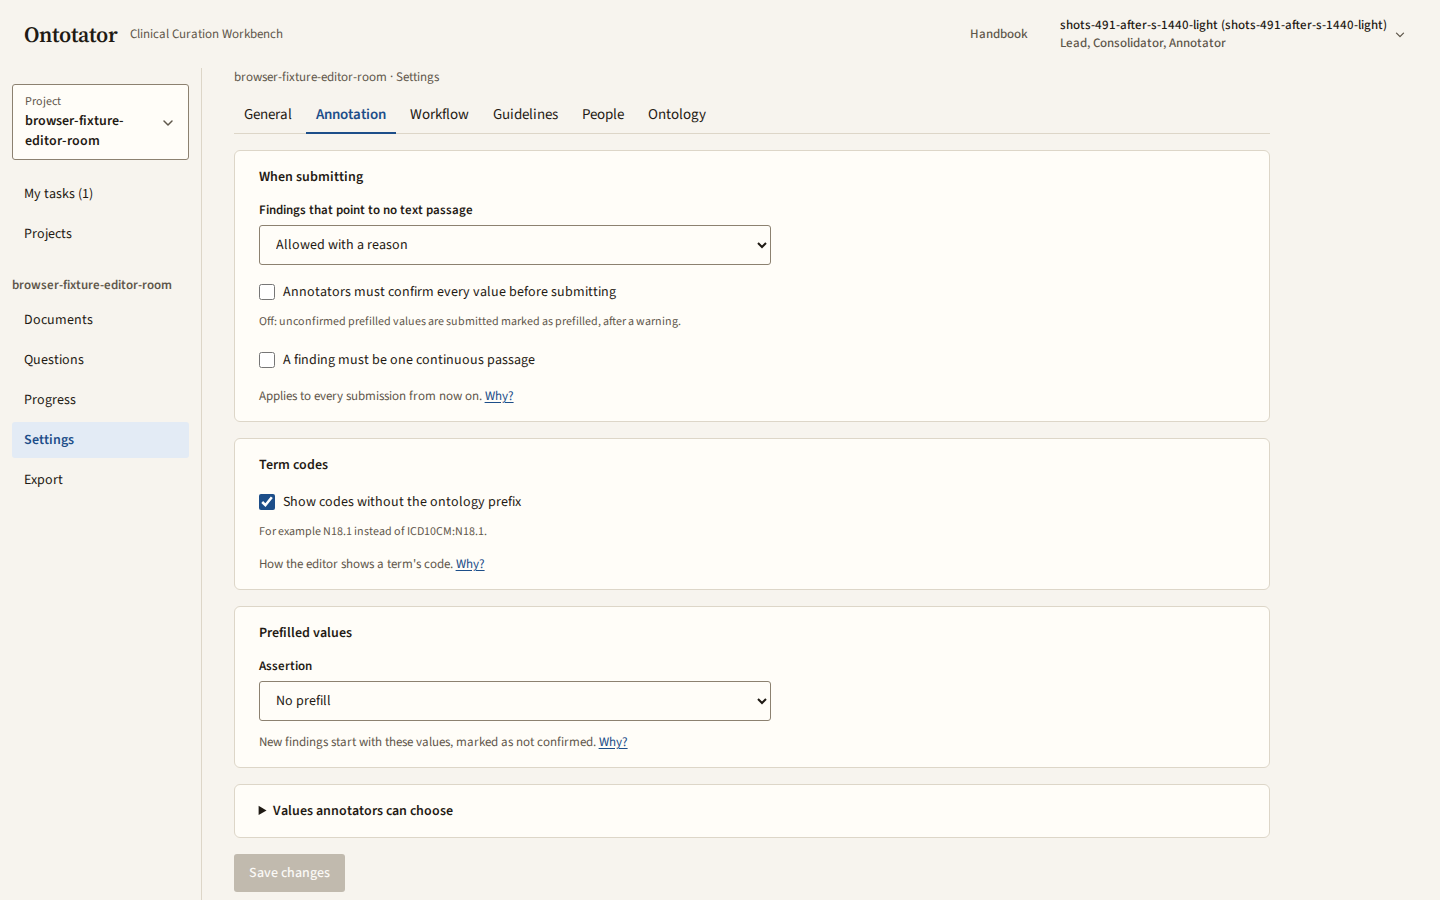 Ontotator Clinical Curation Workbench
Handbook
shots-491-after-s-1440-light (shots-491-after-s-1440-light)
Lead, Consolidator, Annotator
Project
browser-fixture-
editor-room
My tasks (1)
Projects
browser-fixture-editor-room
Documents
Questions
Progress
Settings
Export
browser-fixture-editor-room · Settings
General Annotation Workflow Guidelines People Ontology
When submitting
Findings that point to no text passage
Allowed with a reason
Annotators must confirm every value before submitting
Off: unconfirmed prefilled values are submitted marked as prefilled, after a warning.
A finding must be one continuous passage
Applies to every submission from now on. Why?
Term codes
Show codes without the ontology prefix
For example N18.1 instead of ICD10CM:N18.1.
How the editor shows a term's code. Why?
Prefilled values
Assertion
No prefill
New findings start with these values, marked as not confirmed. Why?
Values annotators can choose
Save changes